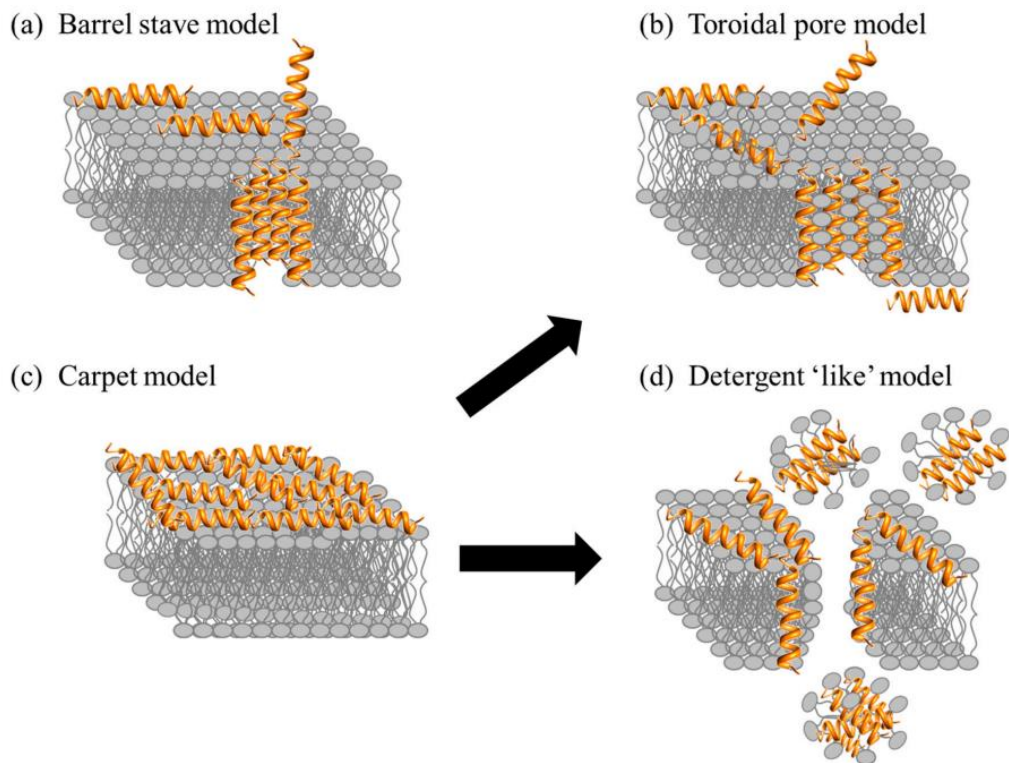 (a) Barrel stave model
(b) Toroidal pore model
(c) Carpet model
(d) Detergent ‘like’ model